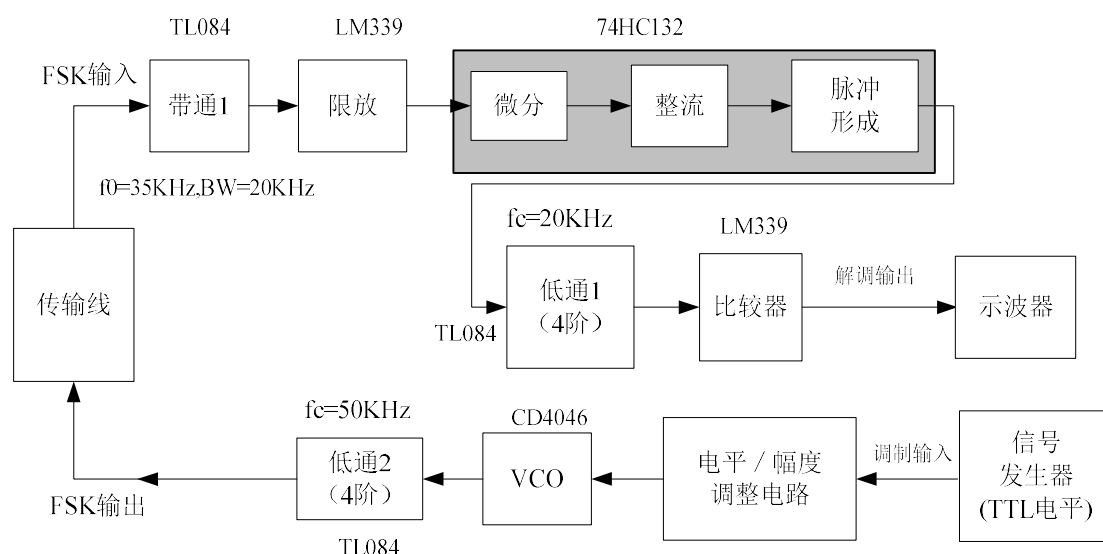 TL084
LM339
74HC132
FSK输入
带通1
限放
微分
整流
脉冲
形成
f0=35KHz,BW=20KHz
fc=20KHz
LM339
传输线
低通1
（4阶）
比较器
解调输出
示波器
TL084
fc=50KHz
CD4046
低通2
（4阶）
VCO
电平／幅度
调整电路
调制输入
信号
发生器
(TTL电平)
FSK输出
TL084